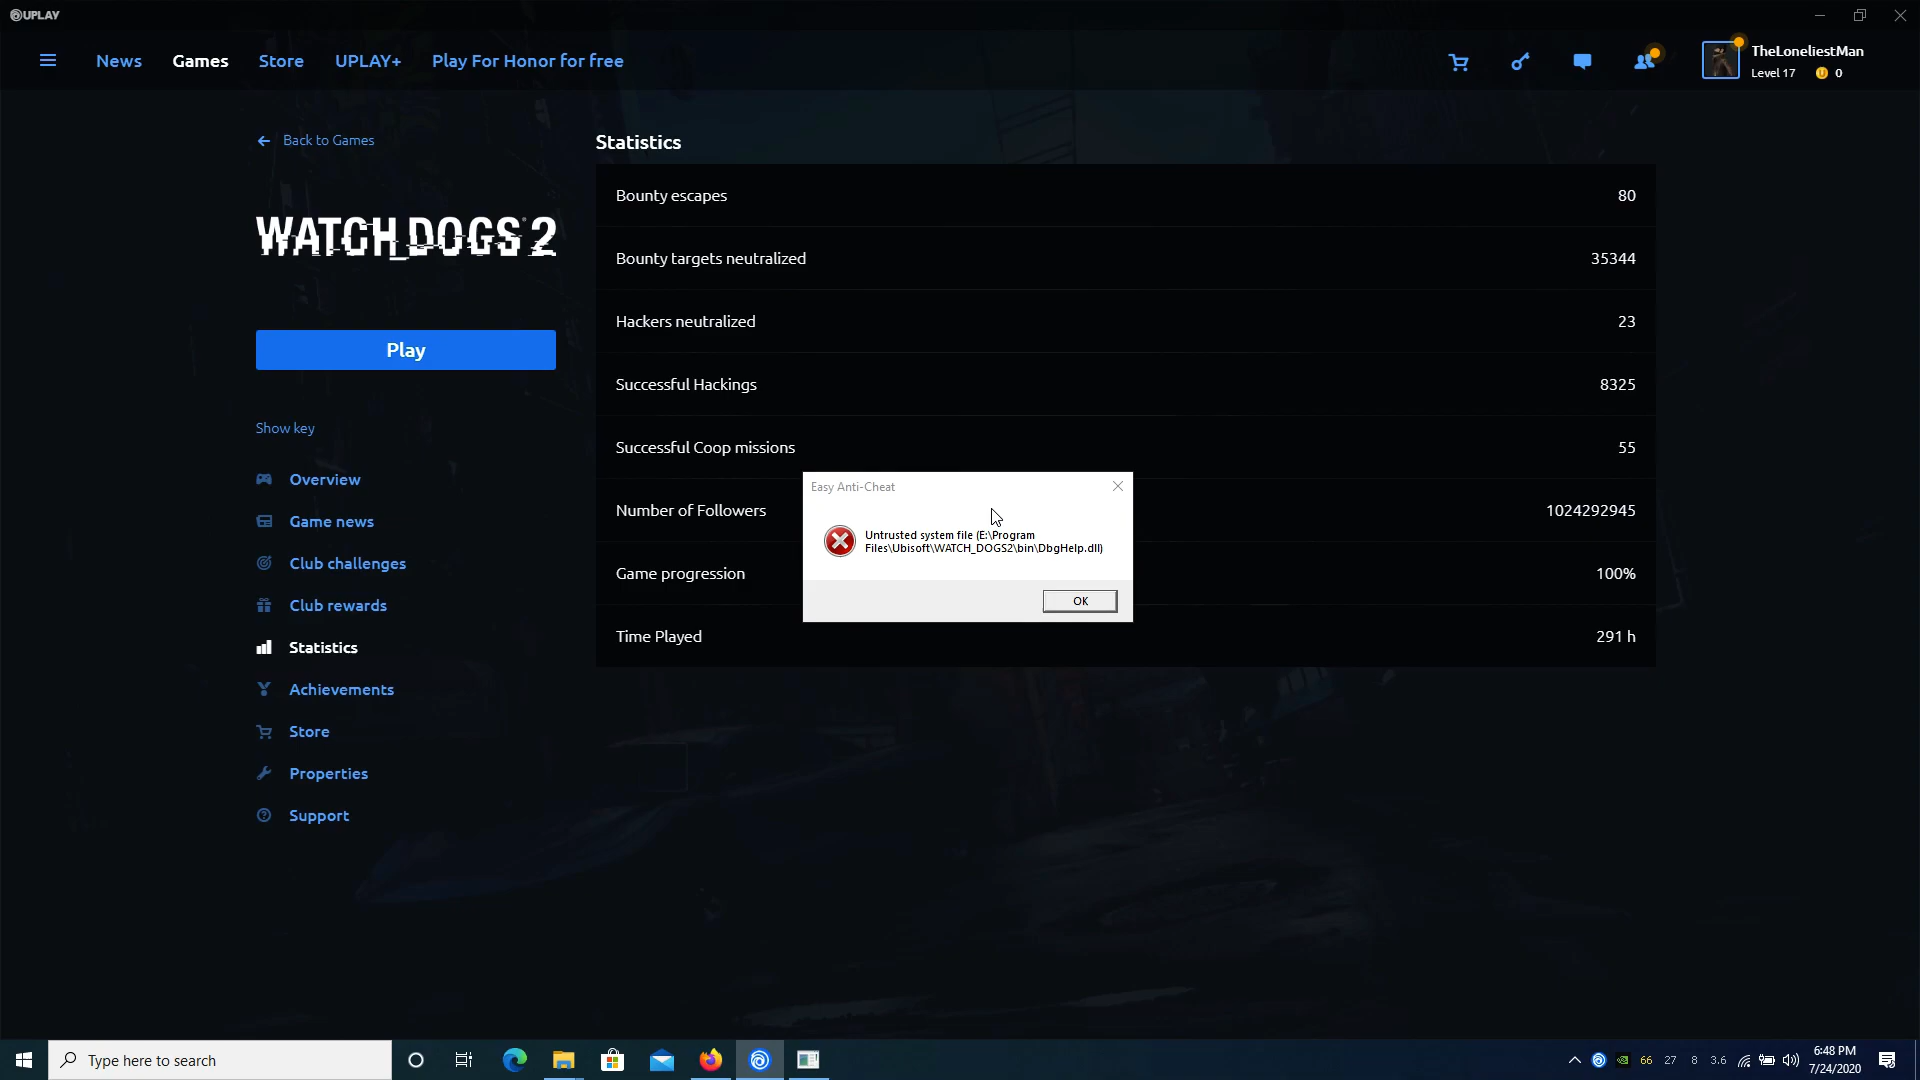 UPLAY
News Games Store UPLAY+ Play For Honor for free
TheLoneliestMan
Level 17 0
Back to Games
WATCH_DOGS®2
Play
Show key
Overview
Game news
Club challenges
Club rewards
Statistics
Achievements
Store
Properties
Support
Statistics
Bounty escapes 80
Bounty targets neutralized 35344
Hackers neutralized 23
Successful Hackings 8325
Successful Coop missions 55
Number of Followers 1024292945
Game progression 100%
Time Played 291 h
Easy Anti-Cheat
Untrusted system file (E:\Program
Files\Ubisoft\WATCH_DOGS2\bin\DbgHelp.dll)
OK
Type here to search
66 27 8 3.6
6:48 PM
7/24/2020